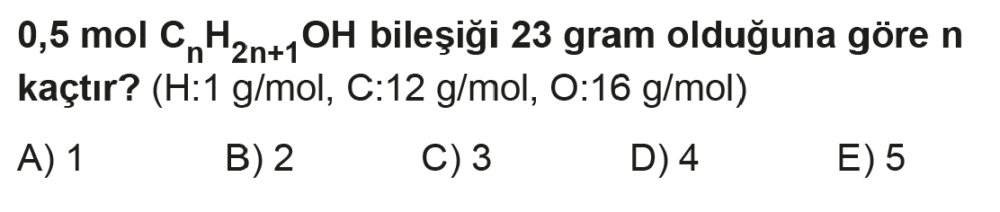 0,5 mol CₙH₂ₙ₊₁OH bileşiği 23 gram olduğuna göre n
kaçtır? (H:1 g/mol, C:12 g/mol, O:16 g/mol)
A) 1 B) 2 C) 3 D) 4 E) 5